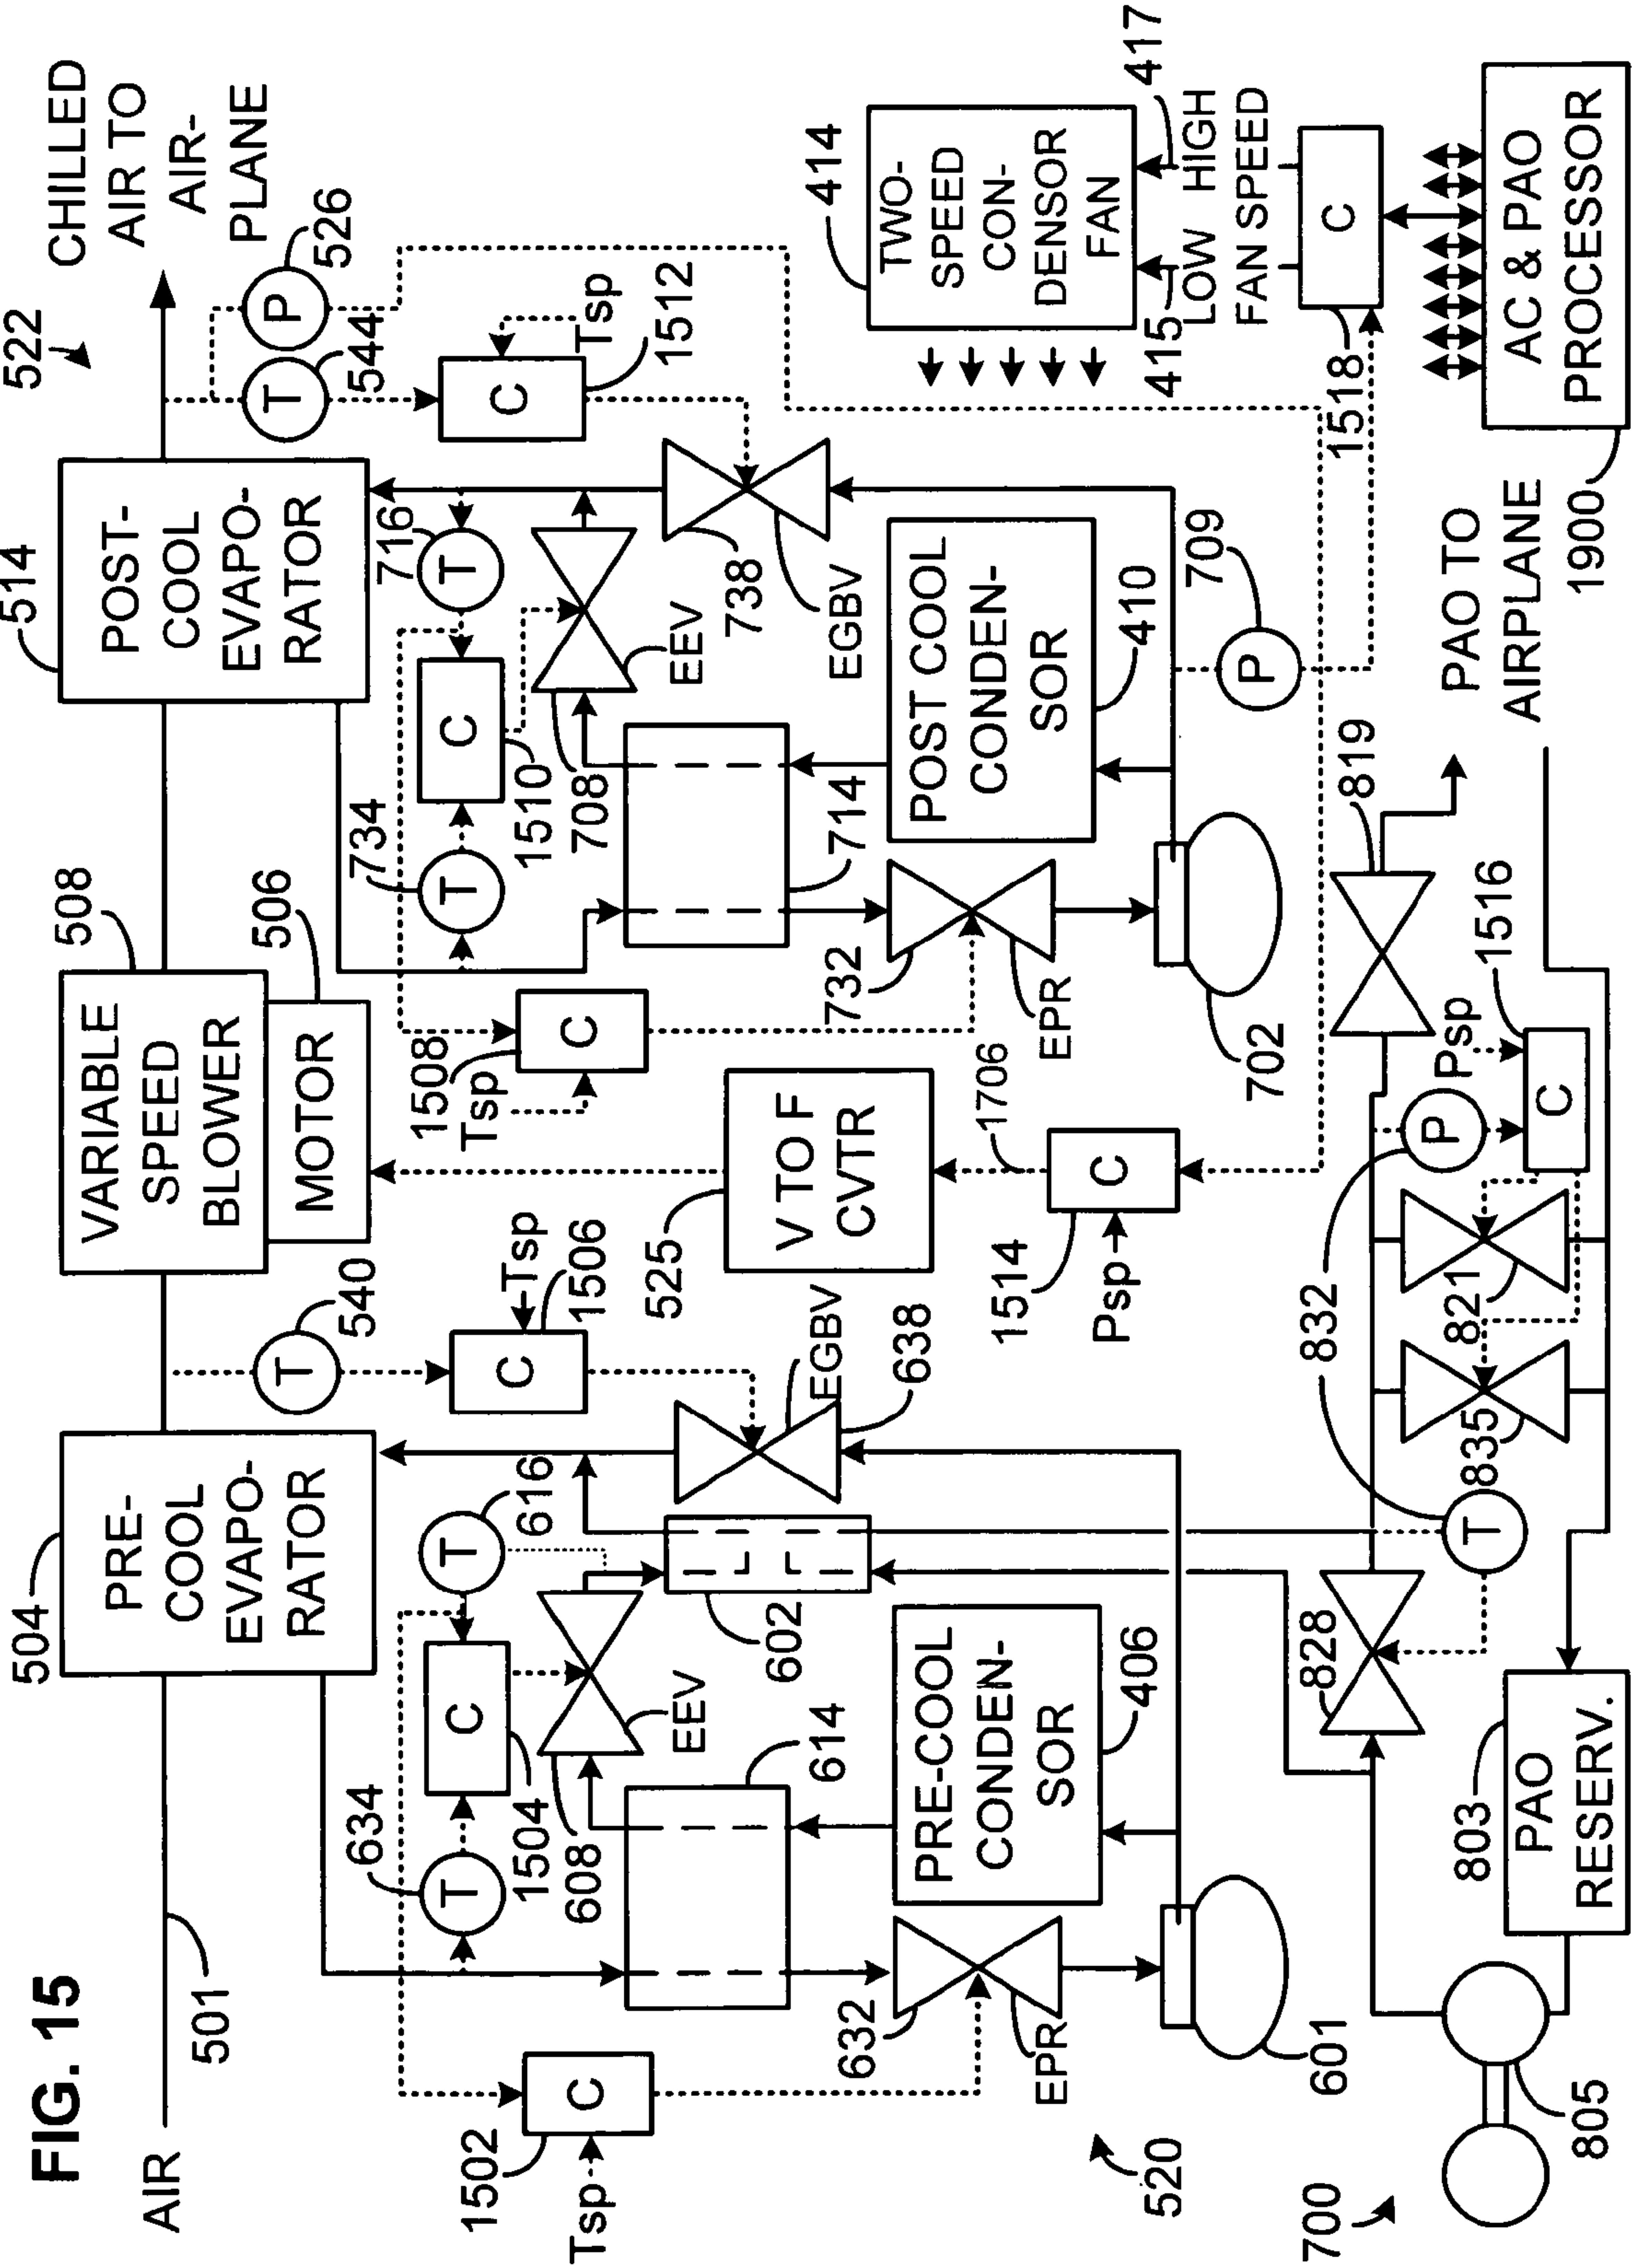 FIG. 15
AIR
501
504
PRE-
COOL
EVAPO-
RATOR
540
T
VARIABLE
SPEED
BLOWER
508
MOTOR
506
514
POST-
COOL
EVAPO-
RATOR
522
CHILLED
AIR TO
AIR-
PLANE
P
526
T
544
C
Tsp
1512
1502
C
Tsp
634
T
C
1504
T
616
608
EEV
614
602
C
Tsp
1506
EGBV
638
632
EPR
PRE-COOL
CONDEN-
SOR
406
601
520
525
V TO F
CVTR
1706
C
1514
Psp
1508
C
Tsp
734
T
C
1510
T
716
708
EEV
714
738
EGBV
732
EPR
POST COOL
CONDEN-
SOR
410
702
709
P
414
TWO-
SPEED
CON-
DENSOR
FAN
415
417
LOW HIGH
FAN SPEED
C
1518
AC & PAO
PROCESSOR
1900
700
805
803
PAO
RESERV.
828
T
832
835
821
P
Psp
C
1516
819
PAO TO
AIRPLANE